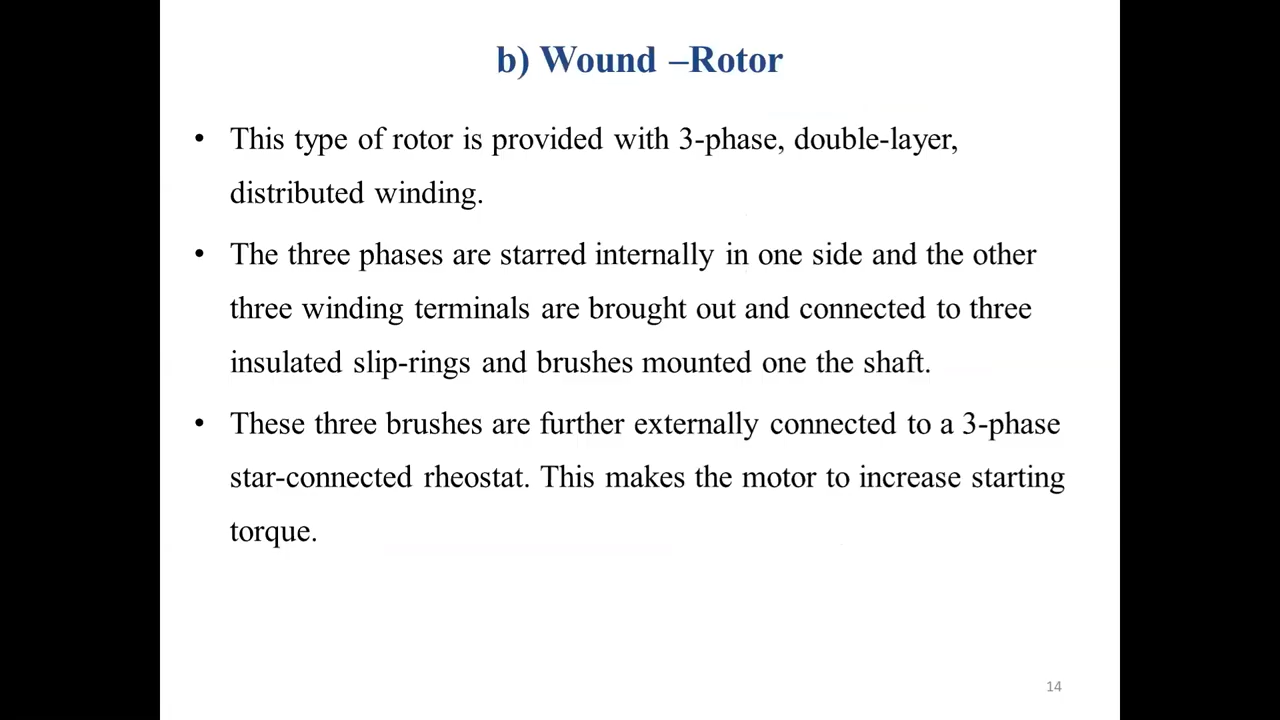 b) Wound –Rotor
• This type of rotor is provided with 3-phase, double-layer,
distributed winding.
• The three phases are starred internally in one side and the other
three winding terminals are brought out and connected to three
insulated slip-rings and brushes mounted one the shaft.
• These three brushes are further externally connected to a 3-phase
star-connected rheostat. This makes the motor to increase starting
torque.
14